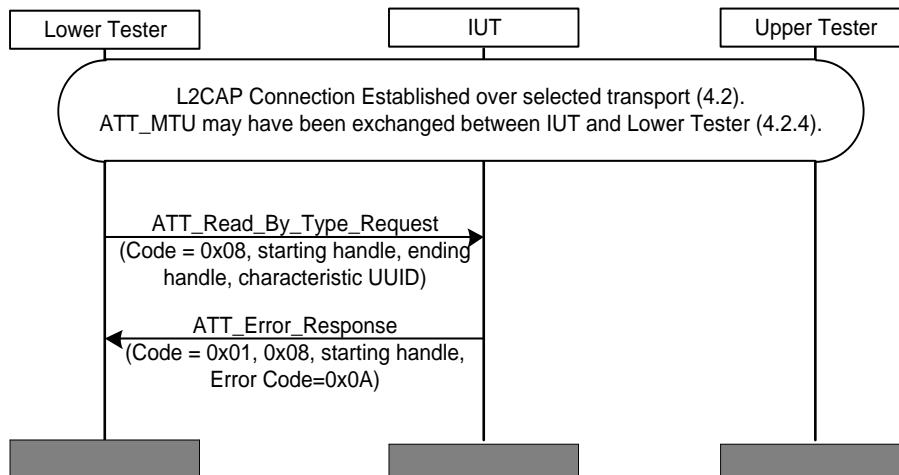 Lower Tester
IUT
Upper Tester
L2CAP Connection Established over selected transport (4.2).
ATT_MTU may have been exchanged between IUT and Lower Tester (4.2.4).
ATT_Read_By_Type_Request
(Code = 0x08, starting handle, ending
handle, characteristic UUID)
ATT_Error_Response
(Code = 0x01, 0x08, starting handle,
Error Code=0x0A)